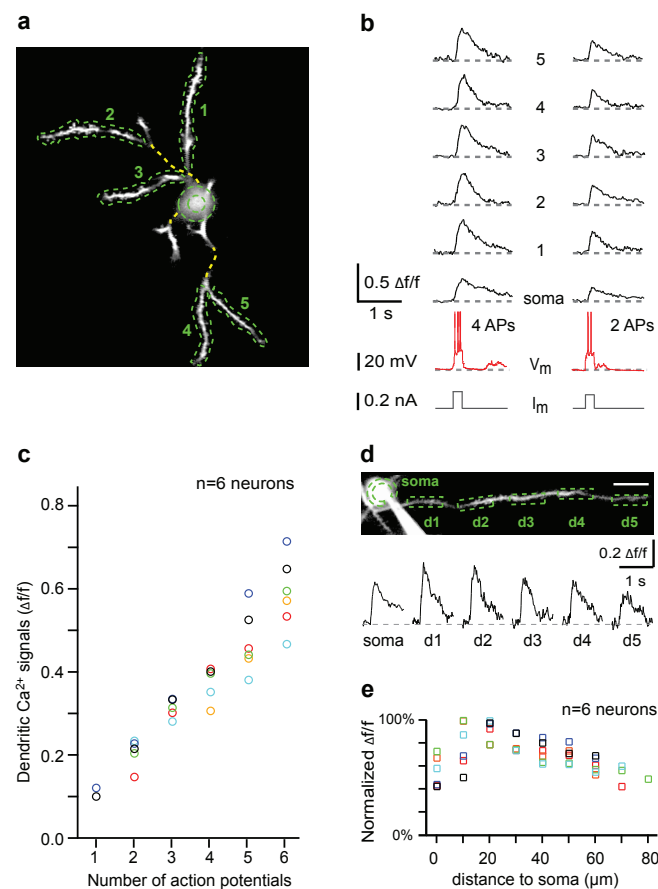 a
1
2
3
4
5
b
5
4
3
2
1
0.5 Δf/f
1 s
soma
4 APs
2 APs
20 mV
Vm
0.2 nA
Im
c
n=6 neurons
Dendritic Ca2+ signals (Δf/f)
0.8
0.6
0.4
0.2
0.0
1 2 3 4 5 6
Number of action potentials
d
soma
d1 d2 d3 d4 d5
0.2 Δf/f
1 s
soma d1 d2 d3 d4 d5
e
n=6 neurons
Normalized Δf/f
100%
0%
0 20 40 60 80
distance to soma (µm)